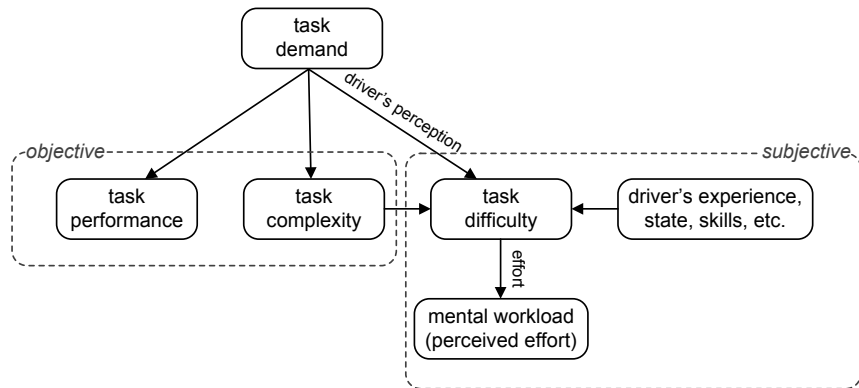 task
demand
driver's perception
objective
subjective
task
performance
task
complexity
task
difficulty
driver's experience,
state, skills, etc.
effort
mental workload
(perceived effort)